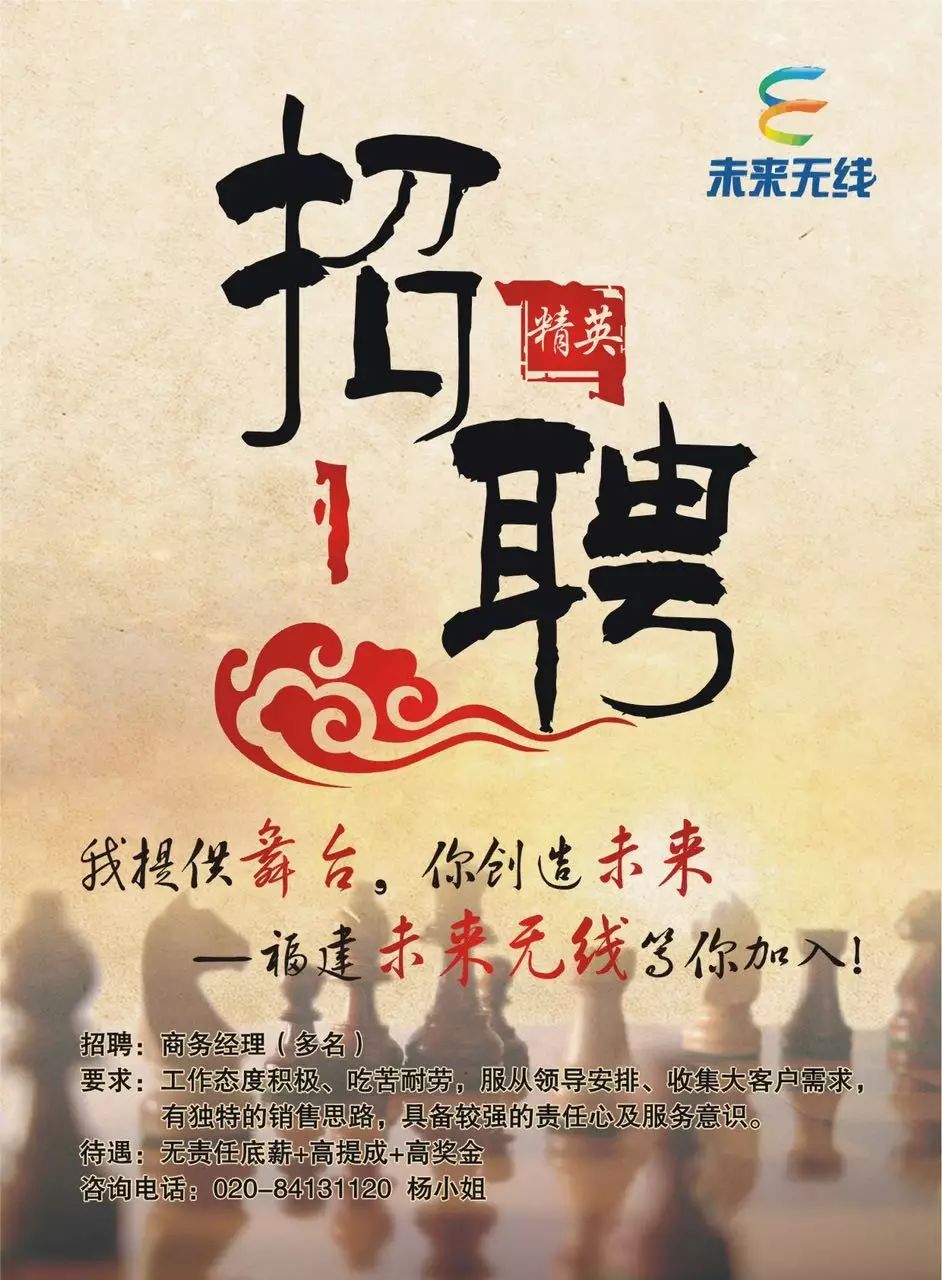 未来无线
招
精英
聘
我提供舞台，你创造未来
—福建未来无线等你加入！
招聘：商务经理（多名）
要求：工作态度积极、吃苦耐劳，服从领导安排、收集大客户需求，
有独特的销售思路，具备较强的责任心及服务意识。
待遇：无责任底薪+高提成+高奖金
咨询电话：020-84131120 杨小姐